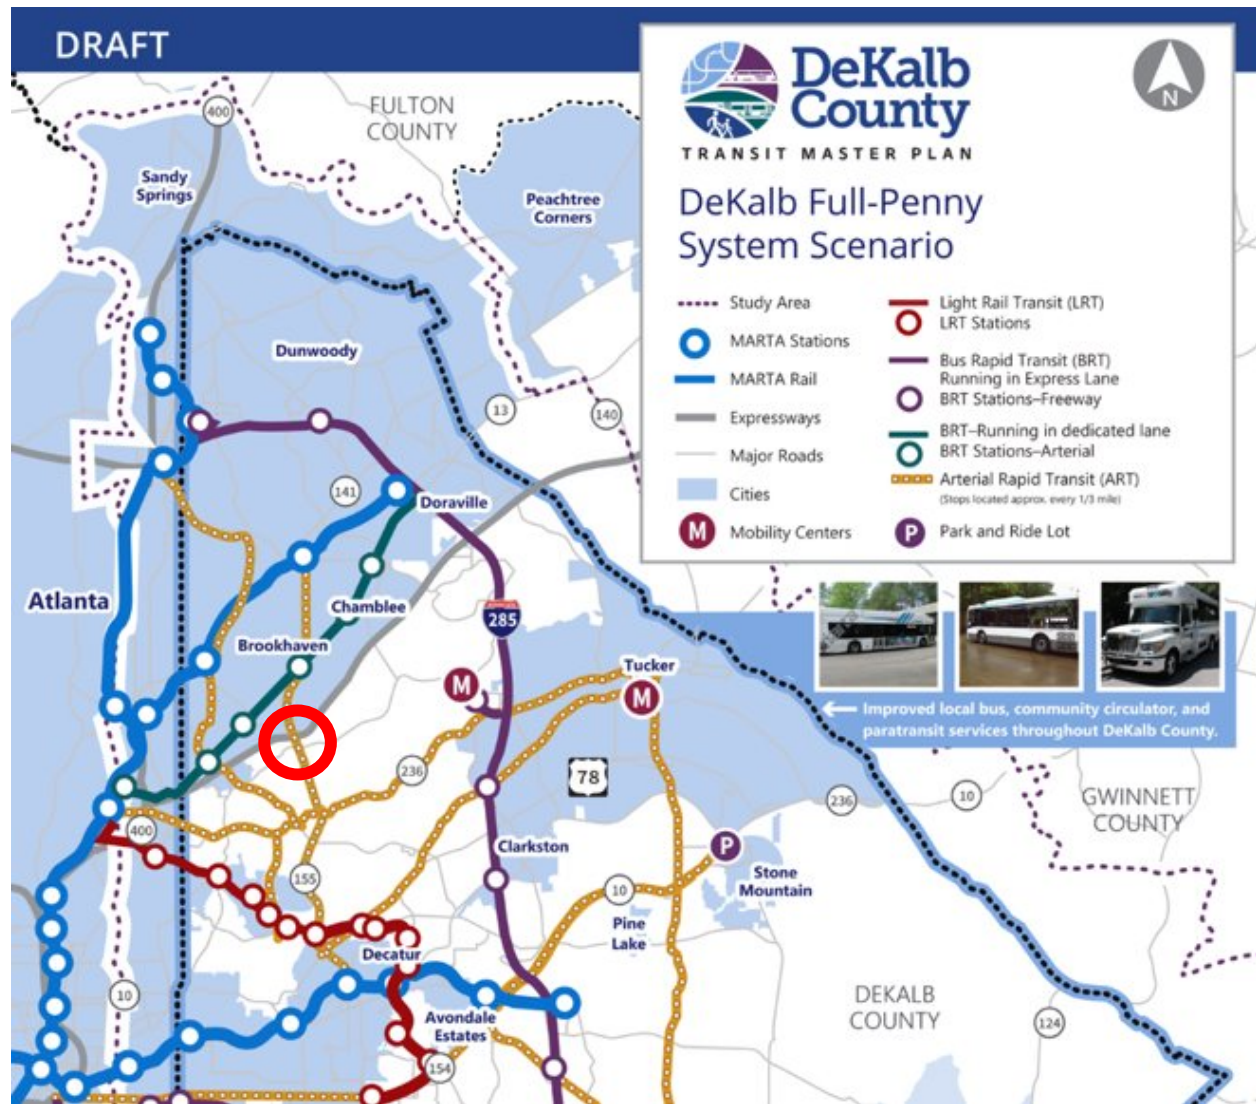 DRAFT
DeKalb
County
TRANSIT MASTER PLAN
N
DeKalb Full-Penny
System Scenario
Study Area
MARTA Stations
MARTA Rail
Expressways
Major Roads
Cities
M
Mobility Centers
Light Rail Transit (LRT)
LRT Stations
Bus Rapid Transit (BRT)
Running in Express Lane
BRT Stations–Freeway
BRT–Running in dedicated lane
BRT Stations–Arterial
Arterial Rapid Transit (ART)
(Stops located approx. every 1/3 mile)
P
Park and Ride Lot
FULTON
COUNTY
400
Sandy
Springs
Peachtree
Corners
Dunwoody
13
140
141
Doraville
Atlanta
Chamblee
285
Brookhaven
Tucker
M
M
Improved local bus, community circulator, and
paratransit services throughout DeKalb County.
236
78
236
10
GWINNETT
COUNTY
400
Clarkston
P
155
Stone
Mountain
10
Pine
Lake
Decatur
10
Avondale
Estates
DEKALB
COUNTY
124
154